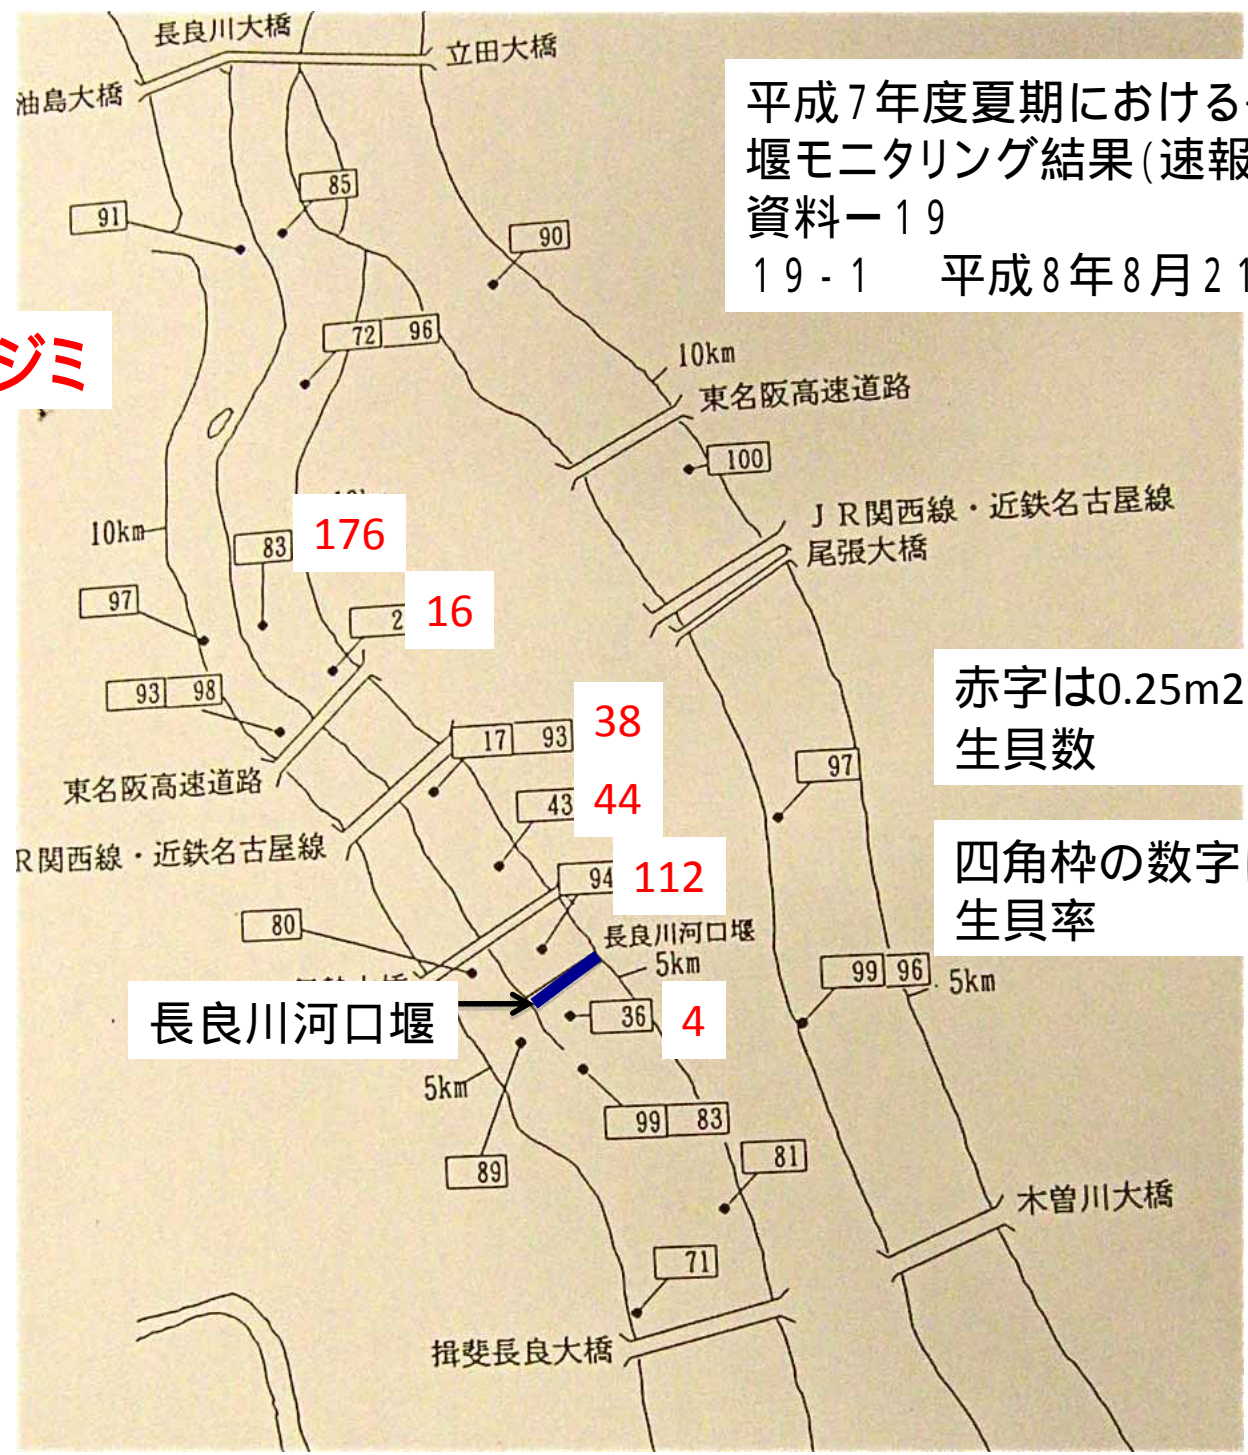 長良川大橋
立田大橋
油島大橋
平成7年度夏期における
堰モニタリング結果(速報
資料ー19
19-1 平成8年8月21
85
91
90
72 96
ジミ
10km
東名阪高速道路
100
JR関西線・近鉄名古屋線
尾張大橋
10km
83 176
97
2 16
93 98
赤字は0.25m2
生貝数
17 93 38
東名阪高速道路
97
43 44
R関西線・近鉄名古屋線
四角枠の数字
生貝率
94 112
80
長良川河口堰
5km
99 96
5km
長良川河口堰
36 4
5km
99 83
89
81
木曽川大橋
71
揖斐長良大橋